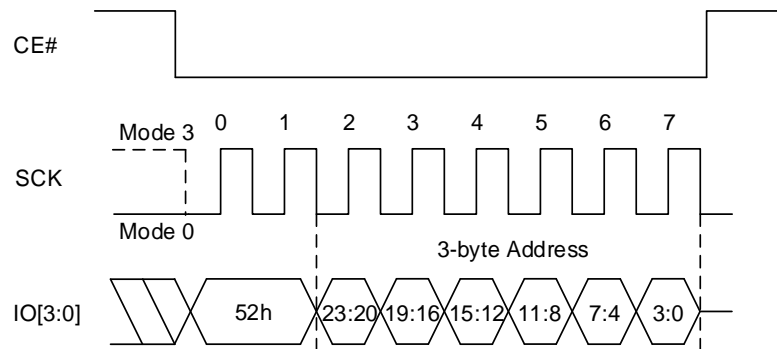 CE#
Mode 3 0 1 2 3 4 5 6 7
SCK
Mode 0
3-byte Address
IO[3:0] 52h 23:20 19:16 15:12 11:8 7:4 3:0